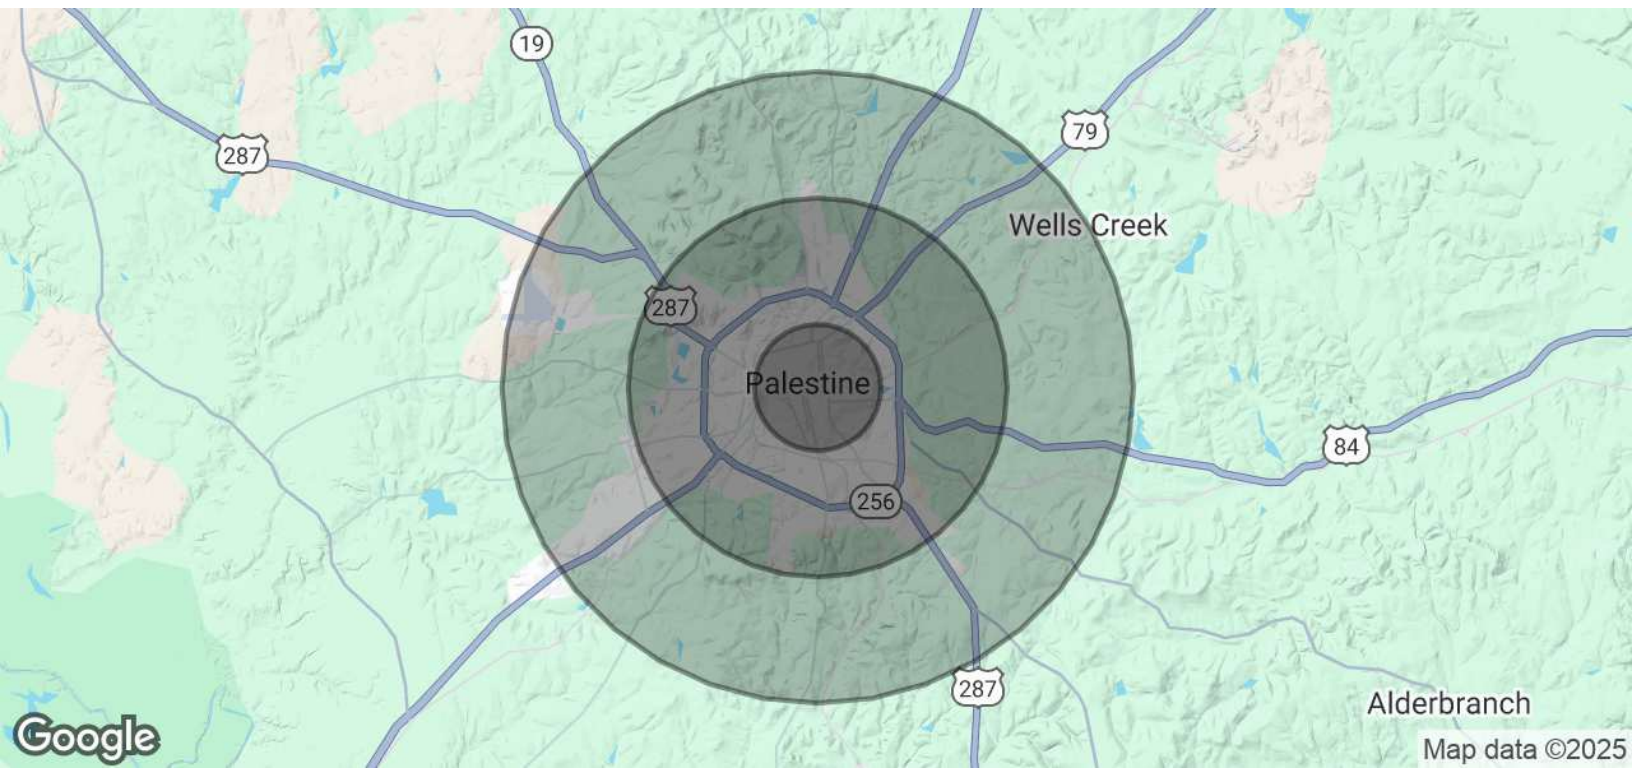 19
79
287
Wells Creek
287
Palestine
84
256
287
Alderbranch
Google
Map data ©2025